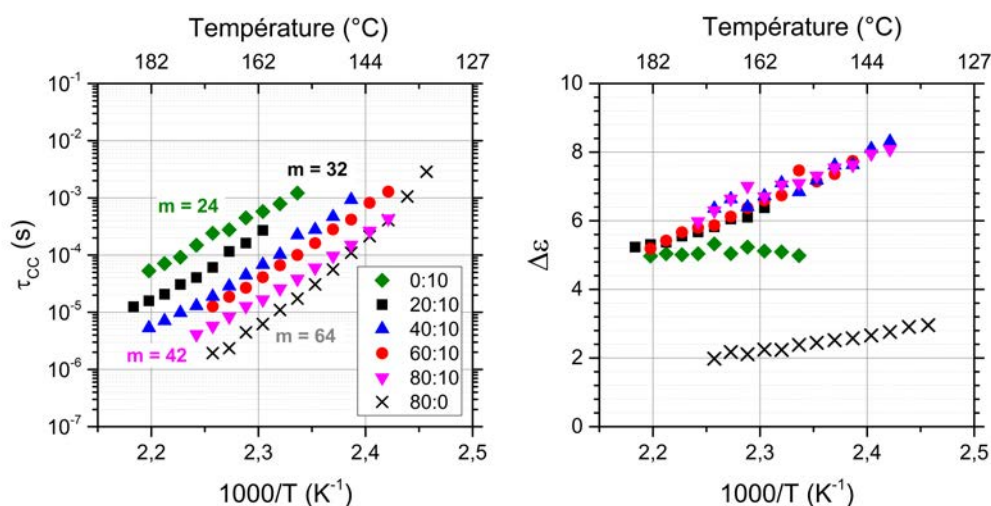 Température (°C)
182 162 144 127
10⁻¹
10⁻²
10⁻³
10⁻⁴
10⁻⁵
10⁻⁶
10⁻⁷
τCC (s)
m = 32
m = 24
m = 42
m = 64
0:10
20:10
40:10
60:10
80:10
80:0
2,2 2,3 2,4 2,5
1000/T (K⁻¹)
Température (°C)
182 162 144 127
10
8
6
4
2
0
Δε
2,2 2,3 2,4 2,5
1000/T (K⁻¹)